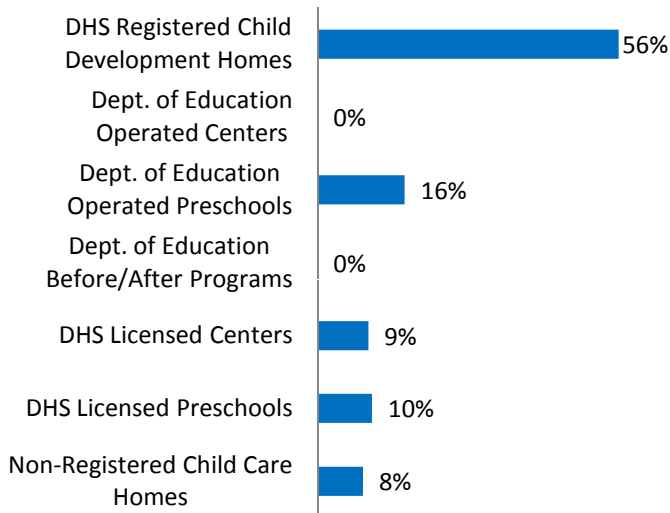 DHS Registered Child
Development Homes
56%
Dept. of Education
Operated Centers
0%
Dept. of Education
Operated Preschools
16%
Dept. of Education
Before/After Programs
0%
DHS Licensed Centers
9%
DHS Licensed Preschools
10%
Non-Registered Child Care
Homes
8%